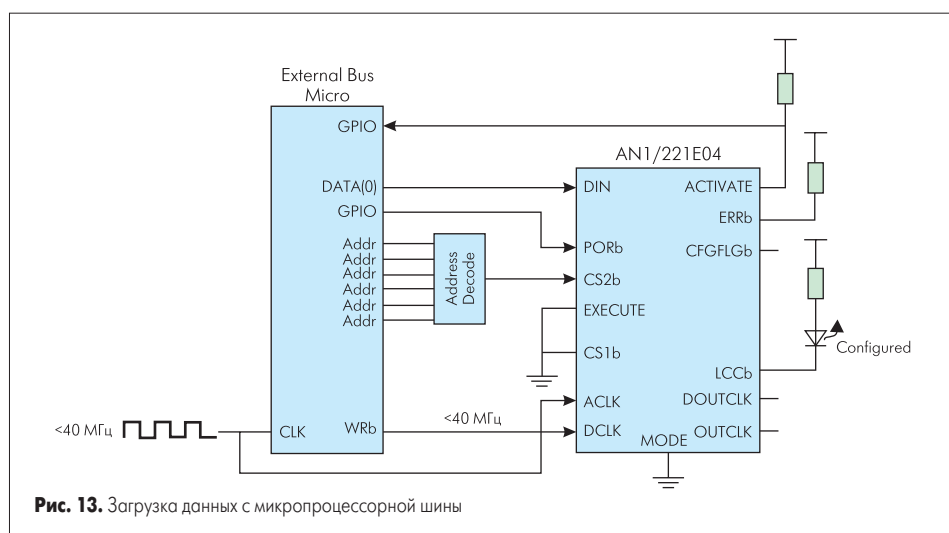 External Bus
Micro
GPIO
DATA(0)
GPIO
Addr
Addr
Addr
Addr
Addr
Addr
CLK
WRb
Address
Decode
<40 МГц
<40 МГц
AN1/221E04
DIN
PORb
CS2b
EXECUTE
CS1b
ACLK
DCLK
MODE
ACTIVATE
ERRb
CFGFLGb
LCCb
DOUTCLK
OUTCLK
Configured
Рис. 13. Загрузка данных с микропроцессорной шины